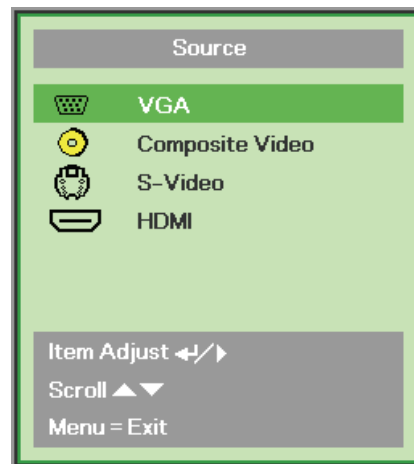 Source
VGA
Composite Video
S-Video
HDMI
Item Adjust ↵/▶
Scroll ▲▼
Menu = Exit